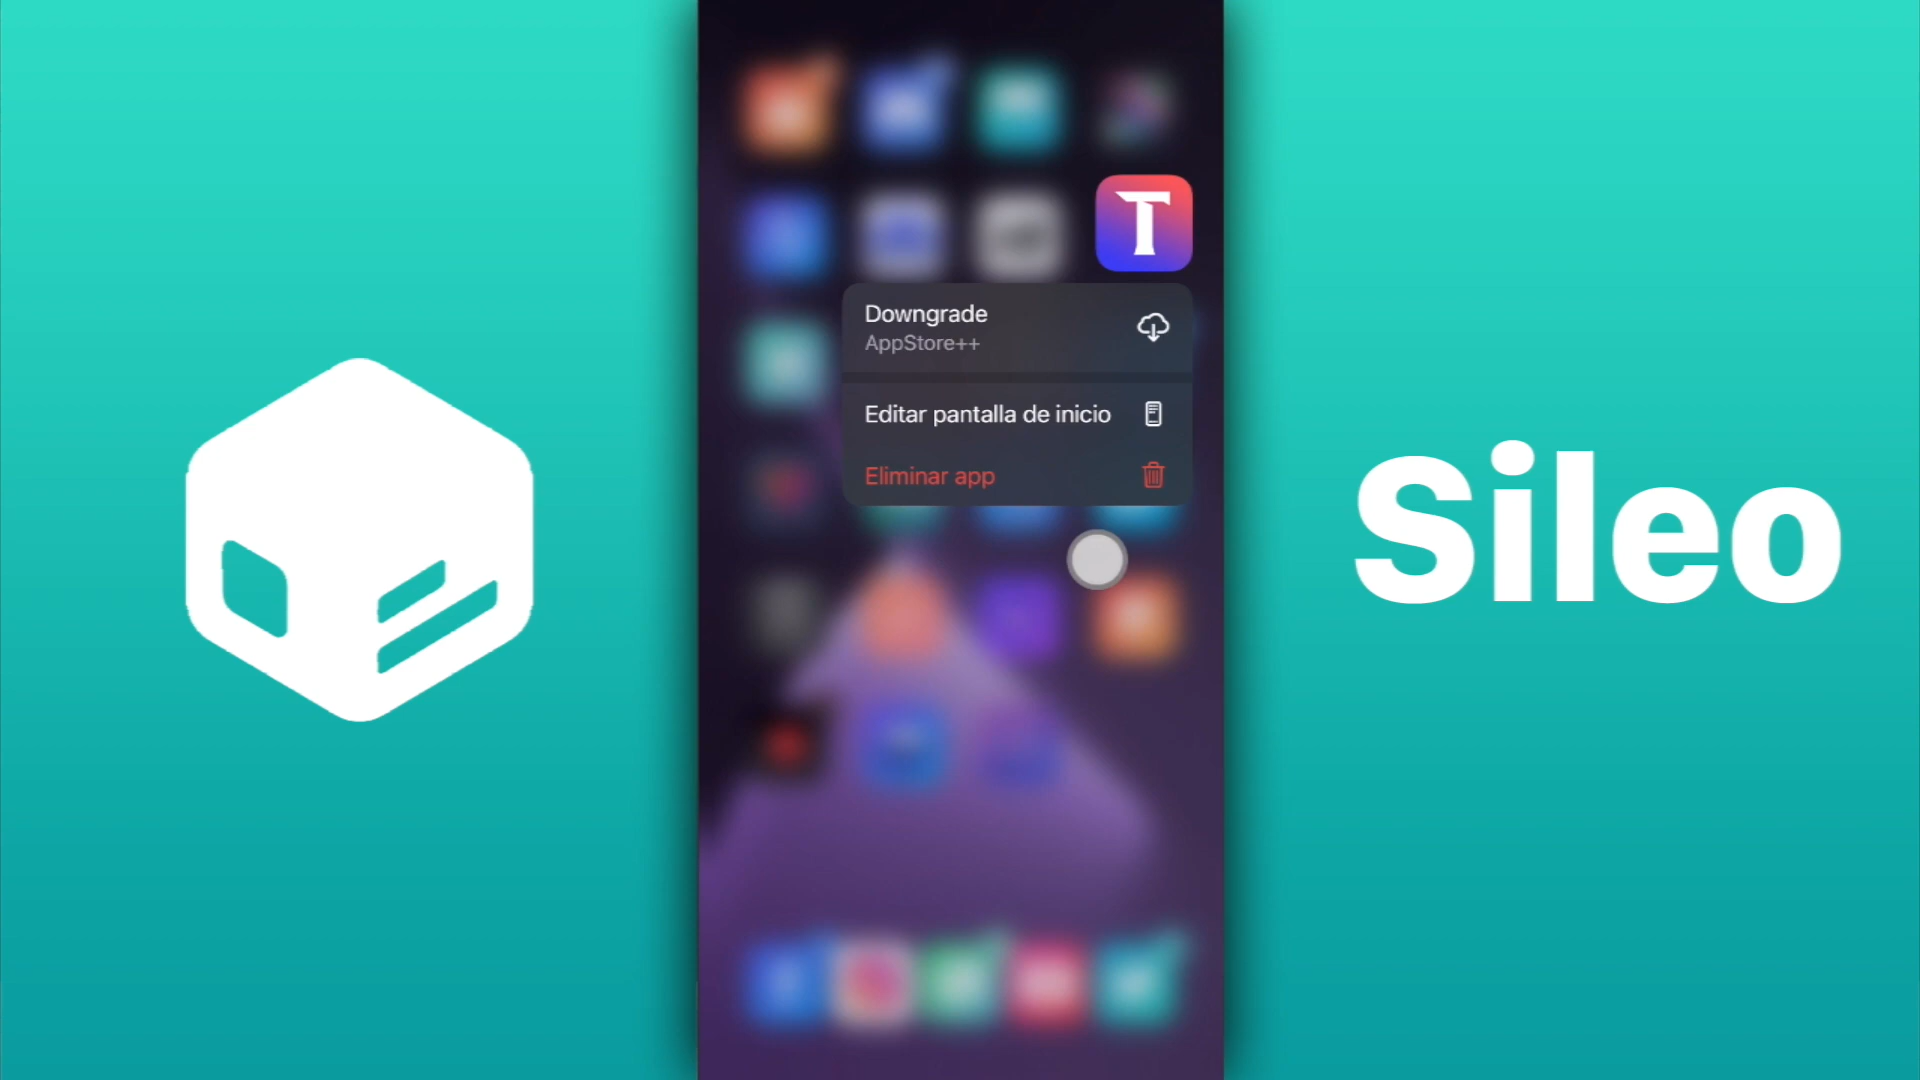 T
Downgrade
AppStore++
Editar pantalla de inicio
Eliminar app
Sileo